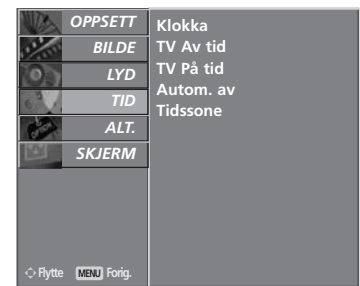 OPPSETT
BILDE
LYD
TID
ALT.
SKJERM
Klokka
TV Av tid
TV På tid
Autom. av
Tidssone
Flytte MENU Forig.